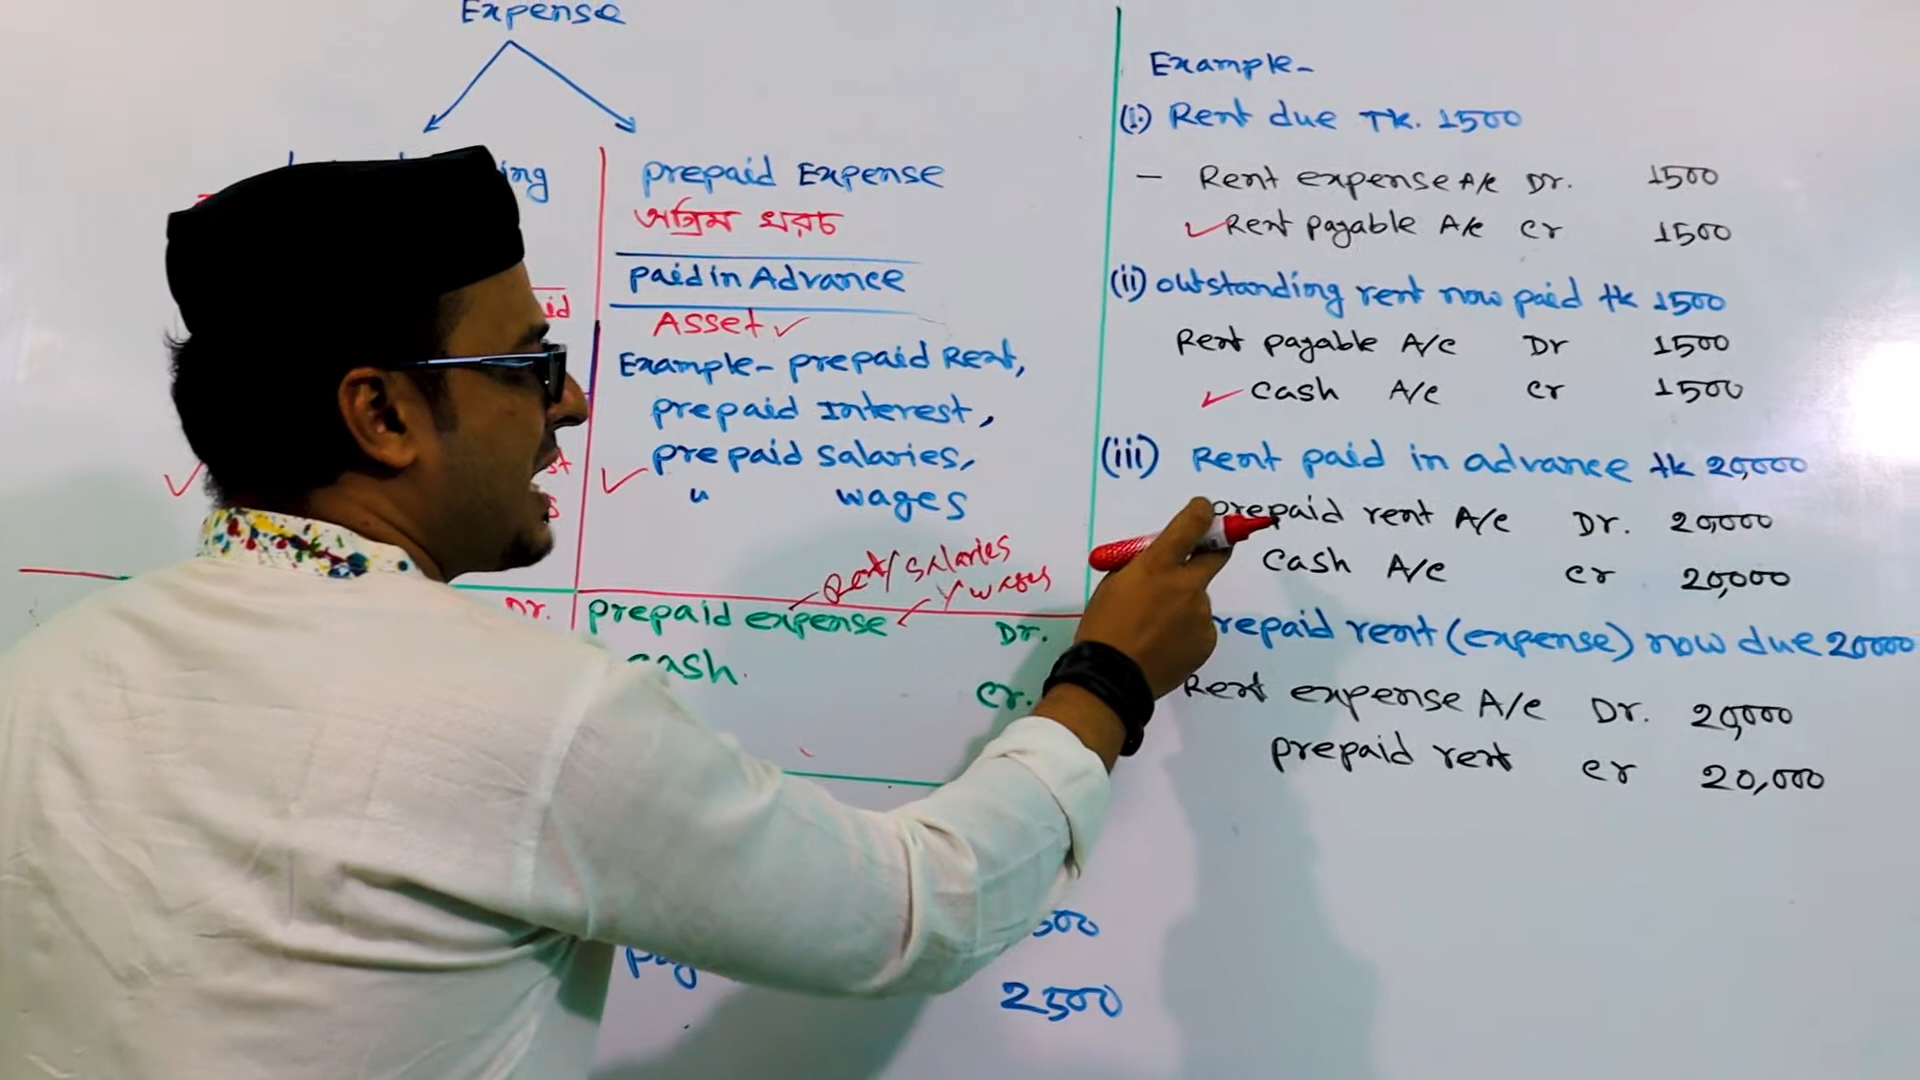 Expense
prepaid Expense
অগ্রিম খরচ
paid in Advance
Asset ✓
Example- prepaid Rent,
prepaid Interest,
✓ prepaid salaries,
" wages
Rent/salaries
/wages
Dr.
prepaid expense Dr.
cash. cr.
2500
Example-
(i) Rent due Tk. 1500
- Rent expense A/c Dr. 1500
✓ Rent payable A/c cr 1500
(ii) outstanding rent now paid tk 1500
Rent payable A/c Dr 1500
✓ cash A/c cr 1500
(iii) Rent paid in advance tk 20,000
prepaid rent A/c Dr. 20,000
cash A/c cr 20,000
prepaid rent (expense) now due 20000
Rent expense A/c Dr. 20,000
prepaid rent cr 20,000